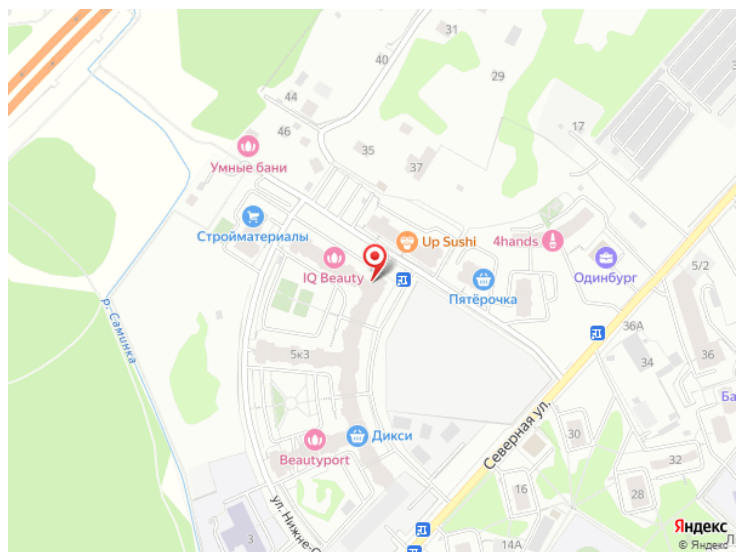 31
40
29
44
46
17
35
37
Умные бани
Стройматериалы
IQ Beauty
Up Sushi
4hands
Одинбург
Пятёрочка
5/2
р. Саминка
36А
34
36
5к3
Северная ул.
Дикси
Beautyport
30
32
16
28
ул. Нижне-
3
14А
Яндекс
© Яндекс